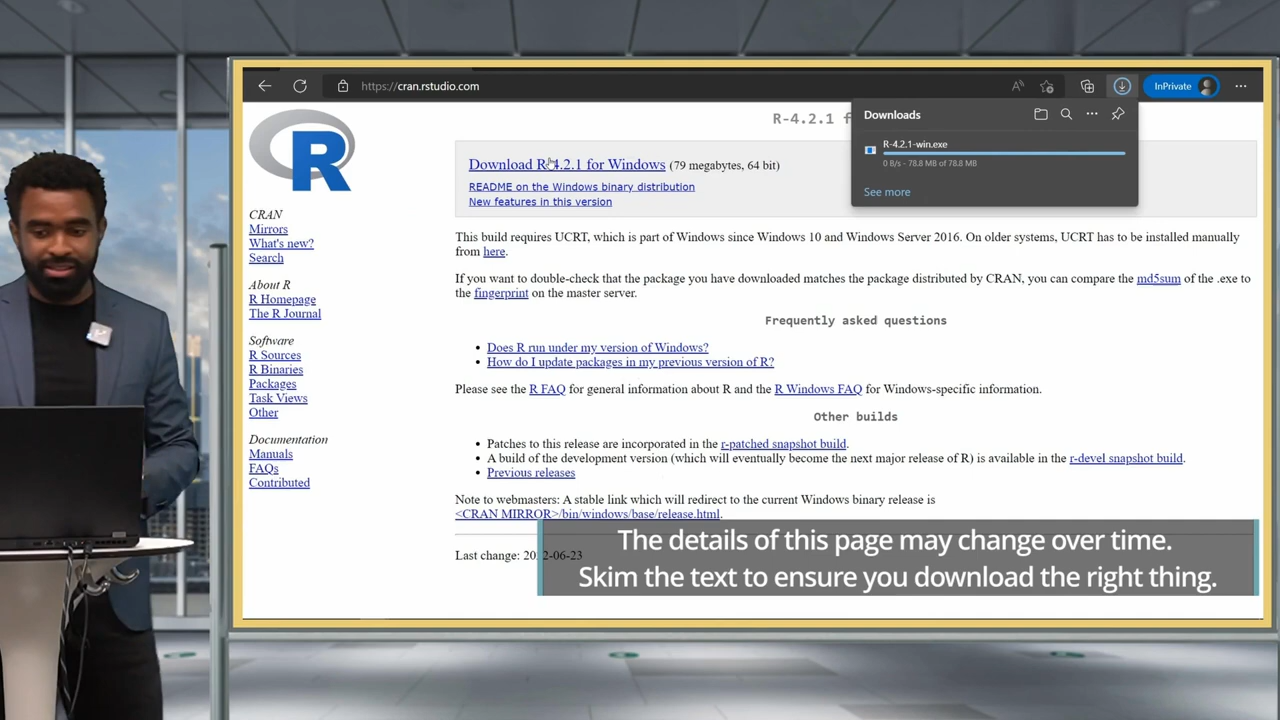 https://cran.rstudio.com
InPrivate
R-4.2.1 f
Downloads
R-4.2.1-win.exe
0 B/s - 78.8 MB of 78.8 MB
See more
R
Download R-4.2.1 for Windows (79 megabytes, 64 bit)
README on the Windows binary distribution
New features in this version
CRAN
Mirrors
What's new?
Search
About R
R Homepage
The R Journal
Software
R Sources
R Binaries
Packages
Task Views
Other
Documentation
Manuals
FAQs
Contributed
This build requires UCRT, which is part of Windows since Windows 10 and Windows Server 2016. On older systems, UCRT has to be installed manually
from here.
If you want to double-check that the package you have downloaded matches the package distributed by CRAN, you can compare the md5sum of the .exe to
the fingerprint on the master server.
Frequently asked questions
• Does R run under my version of Windows?
• How do I update packages in my previous version of R?
Please see the R FAQ for general information about R and the R Windows FAQ for Windows-specific information.
Other builds
• Patches to this release are incorporated in the r-patched snapshot build.
• A build of the development version (which will eventually become the next major release of R) is available in the r-devel snapshot build.
• Previous releases
Note to webmasters: A stable link which will redirect to the current Windows binary release is
<CRAN MIRROR>/bin/windows/base/release.html.
Last change: 2022-06-23
The details of this page may change over time.
Skim the text to ensure you download the right thing.